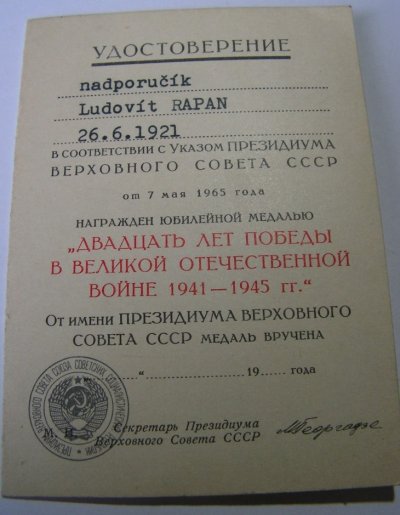 УДОСТОВЕРЕНИЕ
nadporučík
Ludovít RAPAN
26.6.1921
В СООТВЕТСТВИИ С УКАЗОМ ПРЕЗИДИУМА
ВЕРХОВНОГО СОВЕТА СССР
от 7 мая 1965 года
НАГРАЖДЕН ЮБИЛЕЙНОЙ МЕДАЛЬЮ
„ДВАДЦАТЬ ЛЕТ ПОБЕДЫ
В ВЕЛИКОЙ ОТЕЧЕСТВЕННОЙ
ВОЙНЕ 1941—1945 гг.“
От имени ПРЕЗИДИУМА ВЕРХОВНОГО
СОВЕТА СССР МЕДАЛЬ ВРУЧЕНА
„......“ ........................ 19...... года
М. П.
Секретарь Президиума
Верховного Совета СССР
МГеоргадзе